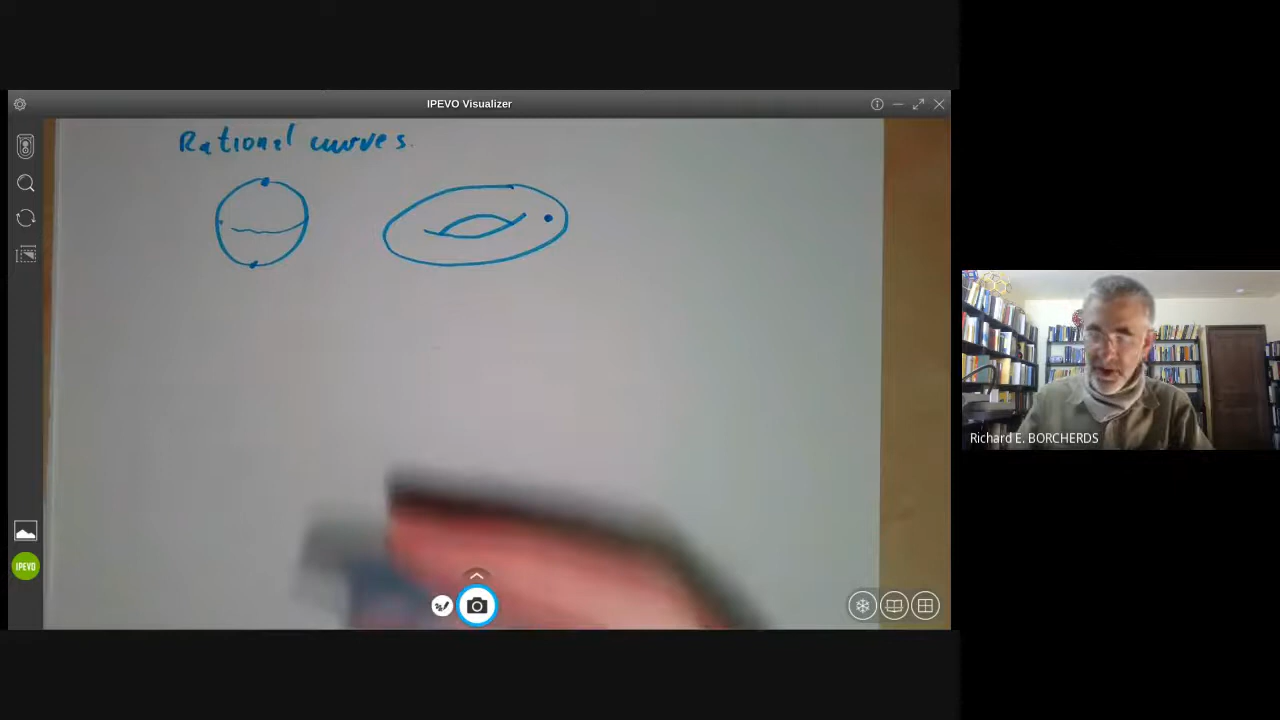 IPEVO Visualizer
Rational curves.
Richard E. BORCHERDS
IPEVO